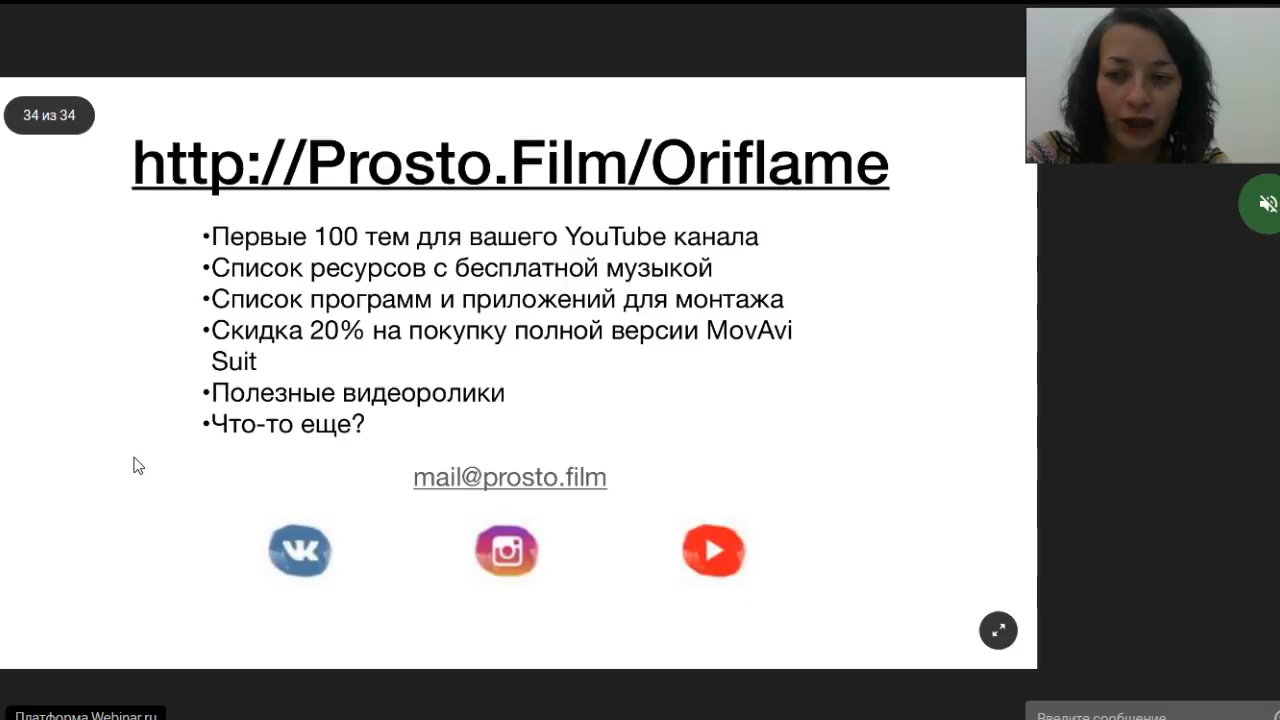 34 из 34
http://Prosto.Film/Oriflame
•Первые 100 тем для вашего YouTube канала
•Список ресурсов с бесплатной музыкой
•Список программ и приложений для монтажа
•Скидка 20% на покупку полной версии MovAvi
Suit
•Полезные видеоролики
•Что-то еще?
mail@prosto.film
Платформа Webinar.ru
Введите сообщение